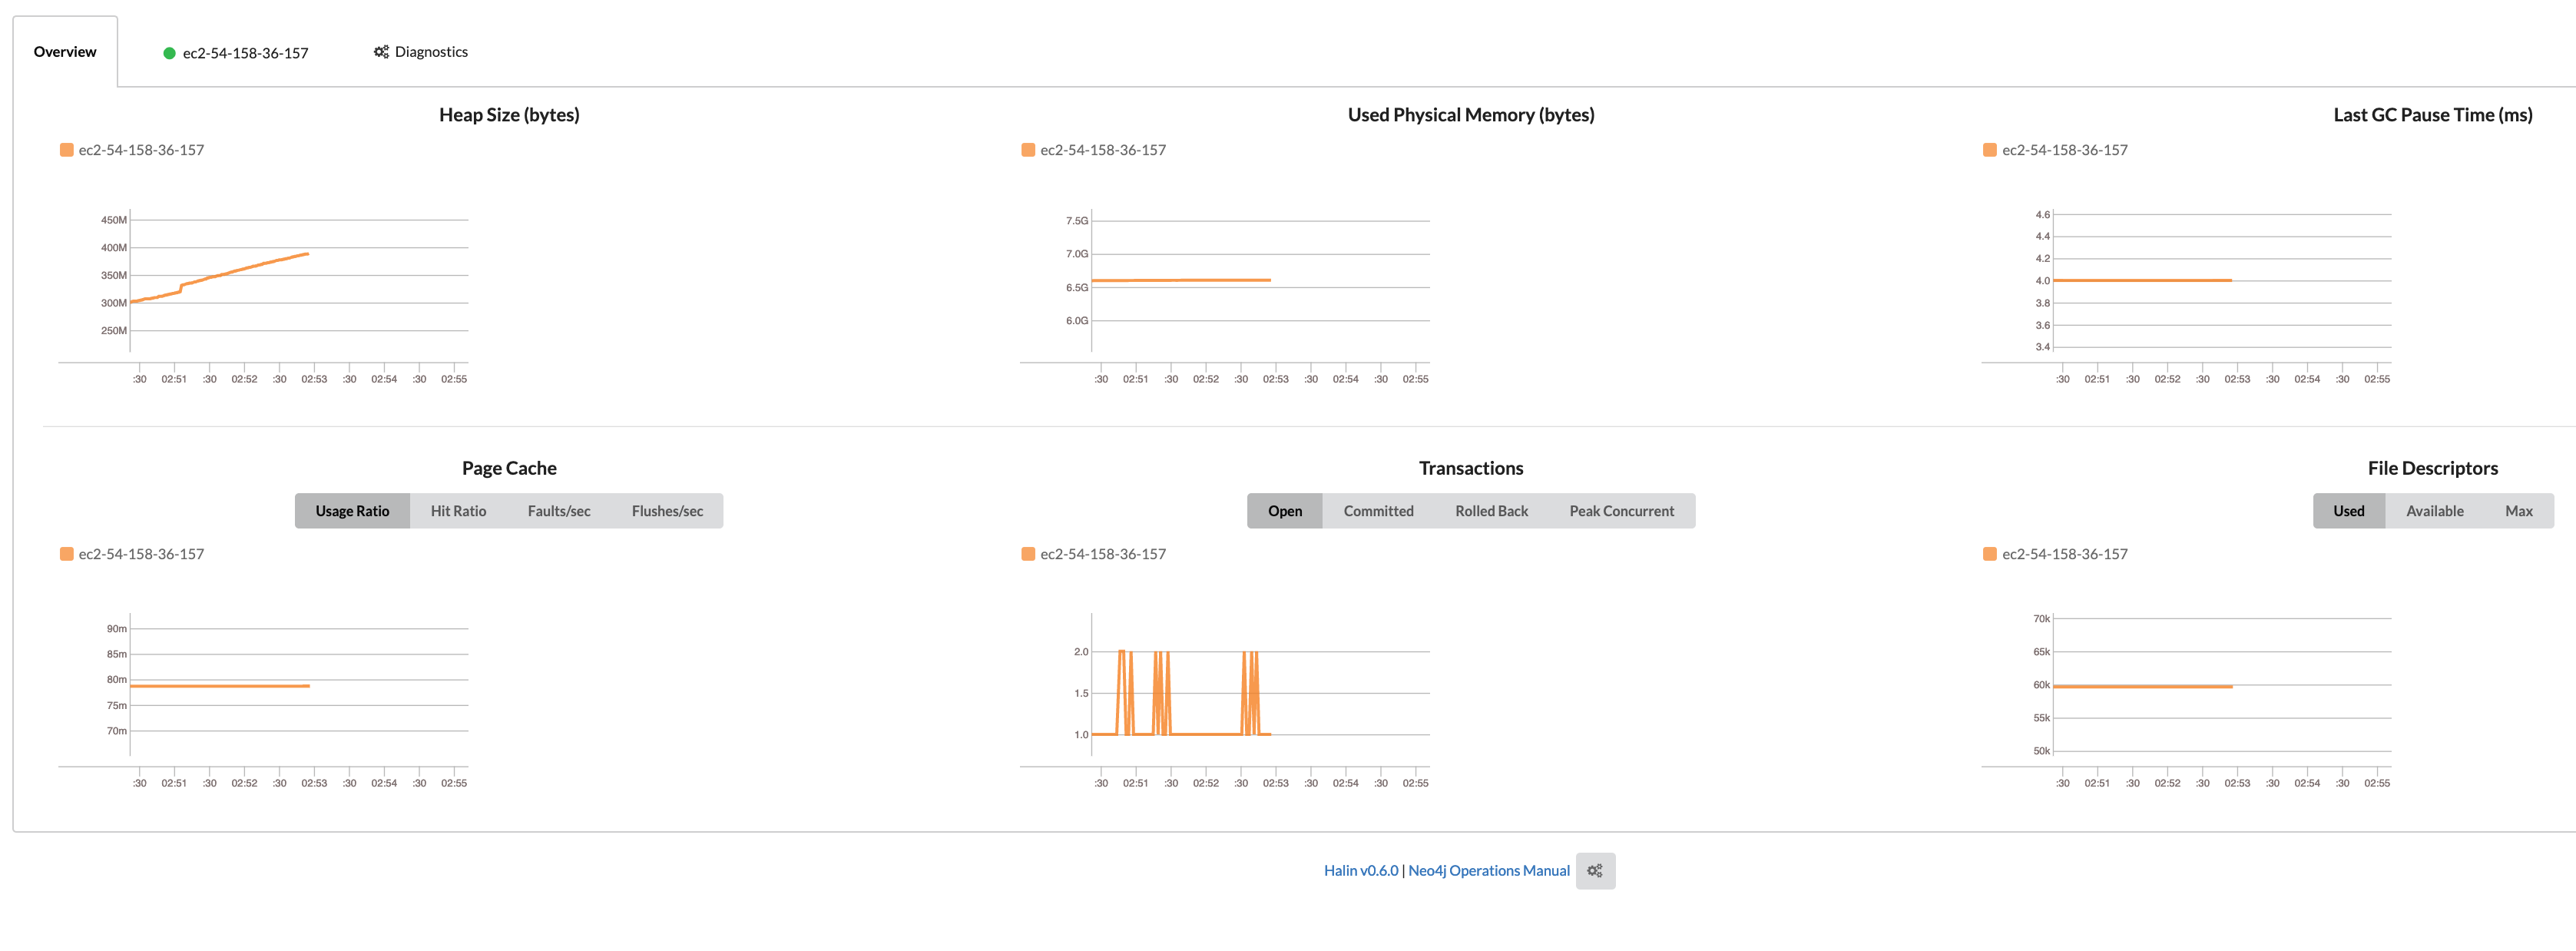 Overview ec2-54-158-36-157 Diagnostics
Heap Size (bytes)
ec2-54-158-36-157
450M
400M
350M
300M
250M
:30 02:51 :30 02:52 :30 02:53 :30 02:54 :30 02:55
Used Physical Memory (bytes)
ec2-54-158-36-157
7.5G
7.0G
6.5G
6.0G
:30 02:51 :30 02:52 :30 02:53 :30 02:54 :30 02:55
Last GC Pause Time (ms)
ec2-54-158-36-157
4.6
4.4
4.2
4.0
3.8
3.6
3.4
:30 02:51 :30 02:52 :30 02:53 :30 02:54 :30 02:55
Page Cache
Usage Ratio Hit Ratio Faults/sec Flushes/sec
ec2-54-158-36-157
90m
85m
80m
75m
70m
:30 02:51 :30 02:52 :30 02:53 :30 02:54 :30 02:55
Transactions
Open Committed Rolled Back Peak Concurrent
ec2-54-158-36-157
2.0
1.5
1.0
:30 02:51 :30 02:52 :30 02:53 :30 02:54 :30 02:55
File Descriptors
Used Available Max
ec2-54-158-36-157
70k
65k
60k
55k
50k
:30 02:51 :30 02:52 :30 02:53 :30 02:54 :30 02:55
Halin v0.6.0 | Neo4j Operations Manual